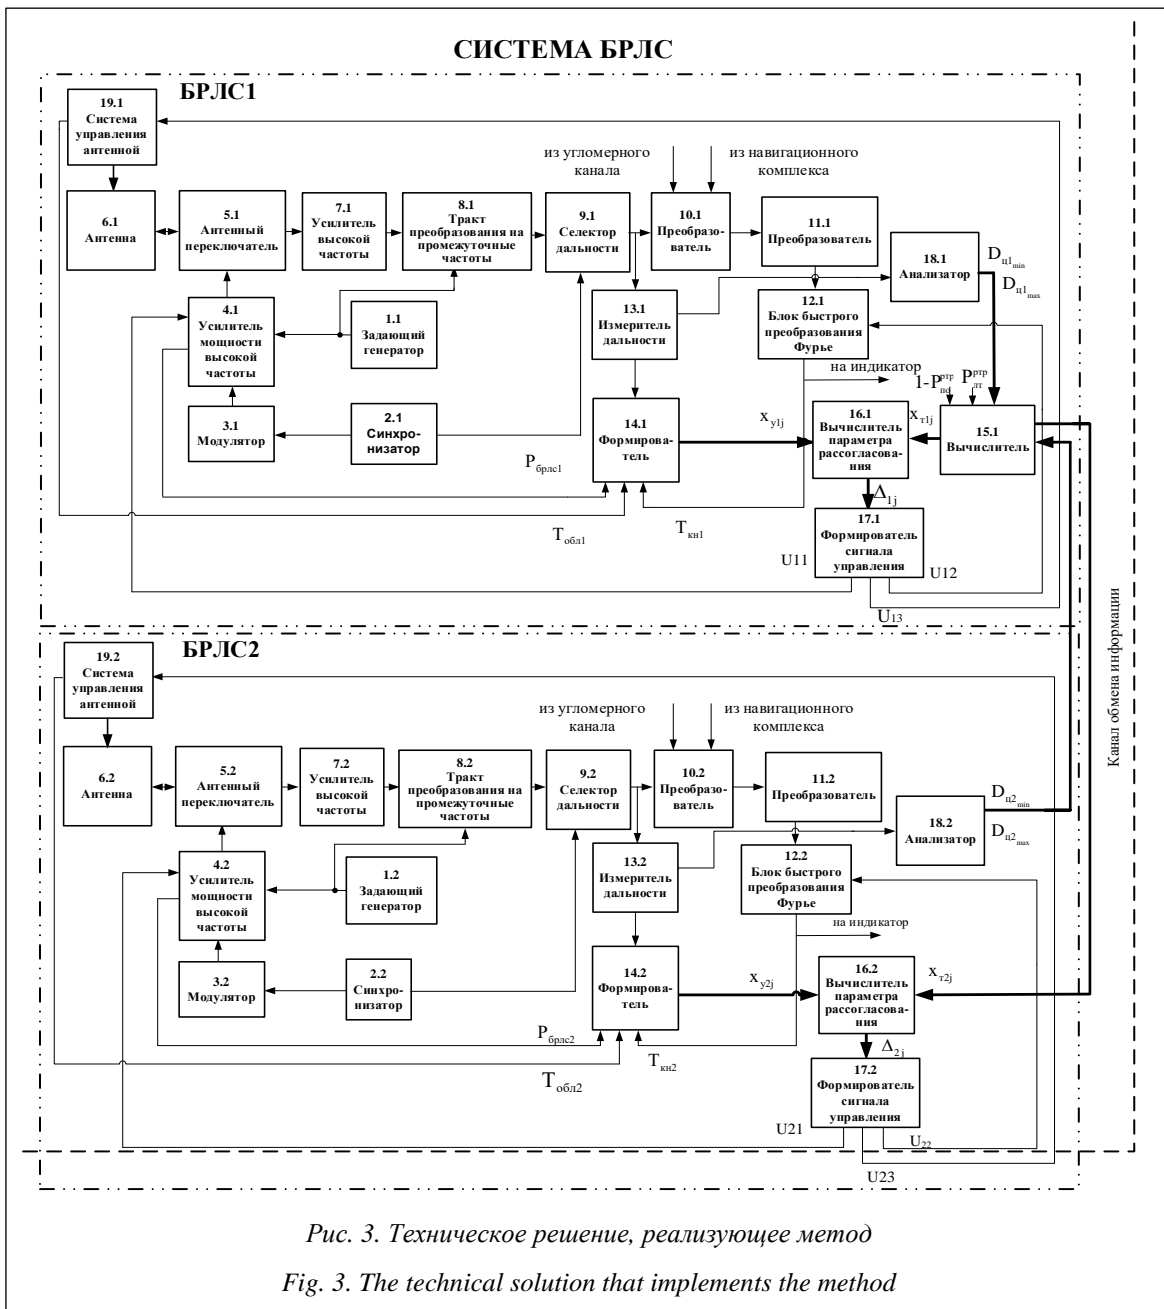 СИСТЕМА БРЛС
БРЛС1
19.1
Система
управления
антенной
из угломерного
канала
из навигационного
комплекса
6.1
Антенна
5.1
Антенный
переключатель
7.1
Усилитель
высокой
частоты
8.1
Тракт
преобразования на
промежуточные
частоты
9.1
Селектор
дальности
10.1
Преобразо-
ватель
11.1
Преобразователь
18.1
Анализатор
Dц1min
Dц1max
4.1
Усилитель
мощности
высокой
частоты
1.1
Задающий
генератор
13.1
Измеритель
дальности
12.1
Блок быстрого
преобразования
Фурье
на индикатор
1-Pпортр
Pлтртр
3.1
Модулятор
2.1
Синхро-
низатор
14.1
Формирова-
тель
xу1j
16.1
Вычислитель
параметра
рассогласова-
ния
xт1j
15.1
Вычислитель
Pбрлс1
Tобл1
Tкн1
Δ1j
17.1
Формирователь
сигнала
управления
U11
U12
U13
Канал обмена информации
БРЛС2
19.2
Система
управления
антенной
из угломерного
канала
из навигационного
комплекса
6.2
Антенна
5.2
Антенный
переключатель
7.2
Усилитель
высокой
частоты
8.2
Тракт
преобразования на
промежуточные
частоты
9.2
Селектор
дальности
10.2
Преобразо-
ватель
11.2
Преобразователь
18.2
Анализатор
Dц2min
Dц2max
4.2
Усилитель
мощности
высокой
частоты
1.2
Задающий
генератор
13.2
Измеритель
дальности
12.2
Блок быстрого
преобразования
Фурье
на индикатор
3.2
Модулятор
2.2
Синхро-
низатор
14.2
Формирова-
тель
xу2j
16.2
Вычислитель
параметра
рассогласова-
ния
xт2j
Pбрлс2
Tобл2
Tкн2
Δ2j
17.2
Формирователь
сигнала
управления
U21
U22
U23
Рис. 3. Техническое решение, реализующее метод
Fig. 3. The technical solution that implements the method